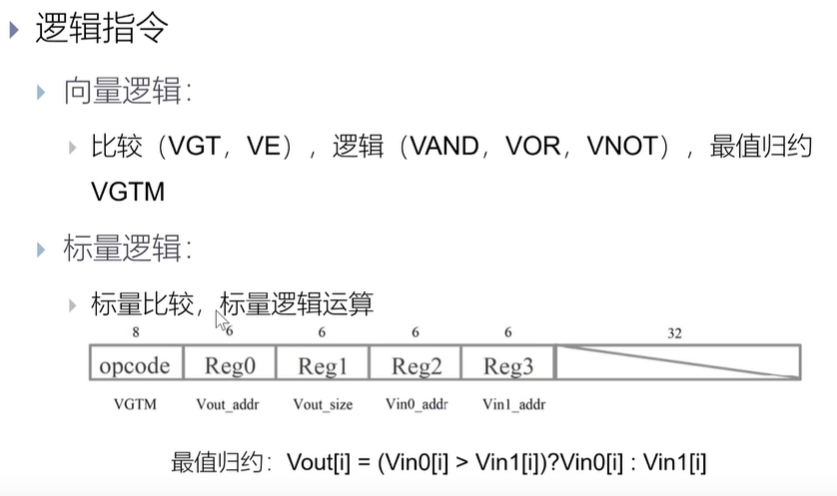 逻辑指令
向量逻辑：
比较（VGT，VE），逻辑（VAND，VOR，VNOT），最值归约
VGTM
标量逻辑：
标量比较，标量逻辑运算
8 6 6 6 6 32
opcode Reg0 Reg1 Reg2 Reg3
VGTM Vout_addr Vout_size Vin0_addr Vin1_addr
最值归约：Vout[i] = (Vin0[i] > Vin1[i])?Vin0[i] : Vin1[i]